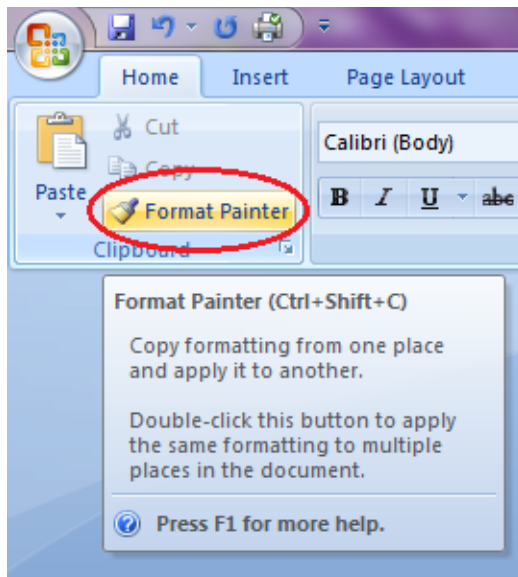 Home Insert Page Layout
Cut
Calibri (Body)
Copy
Paste
Format Painter
B I U abe
Clipboard
Format Painter (Ctrl+Shift+C)
Copy formatting from one place
and apply it to another.
Double-click this button to apply
the same formatting to multiple
places in the document.
Press F1 for more help.